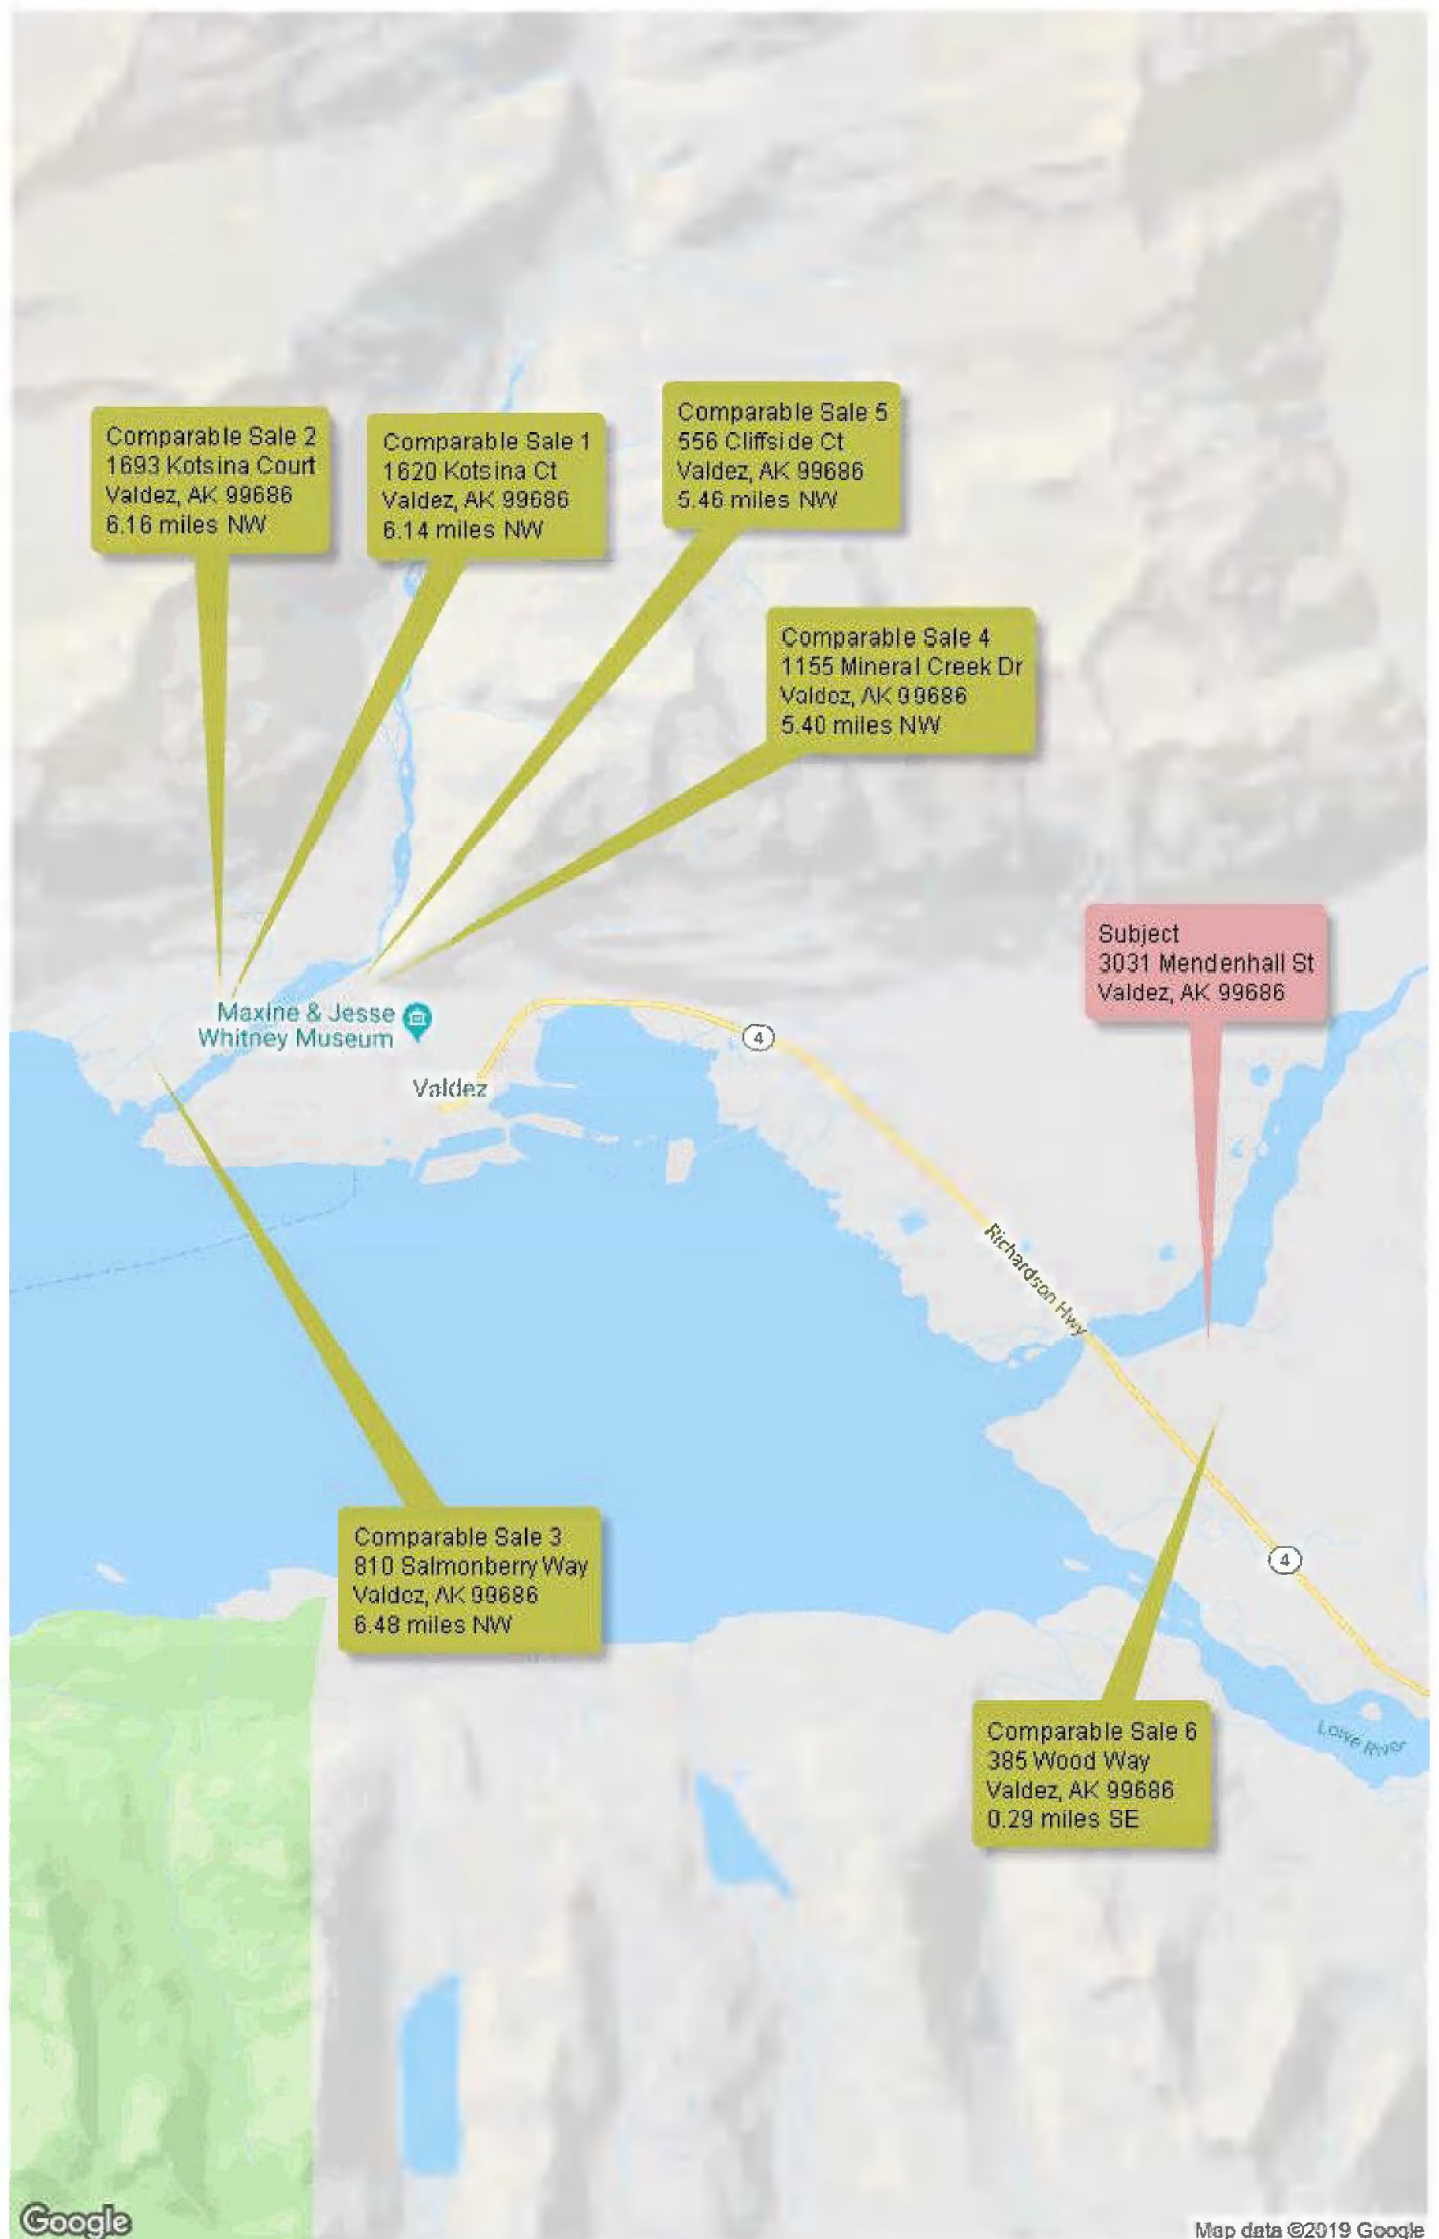 Comparable Sale 5
556 Cliffside Ct
Valdez, AK 99686
5.46 miles NW
Comparable Sale 2
1693 Kotsina Court
Valdez, AK 99686
6.16 miles NW
Comparable Sale 1
1620 Kotsina Ct
Valdez, AK 99686
6.14 miles NW
Comparable Sale 4
1155 Mineral Creek Dr
Valdez, AK 99686
5.40 miles NW
Subject
3031 Mendenhall St
Valdez, AK 99686
Maxine & Jesse
Whitney Museum
4
Valdez
Richardson Hwy
Comparable Sale 3
810 Salmonberry Way
Valdez, AK 99686
6.48 miles NW
4
Comparable Sale 6
385 Wood Way
Valdez, AK 99686
0.29 miles SE
Lowe River
Google
Map data ©2019 Google